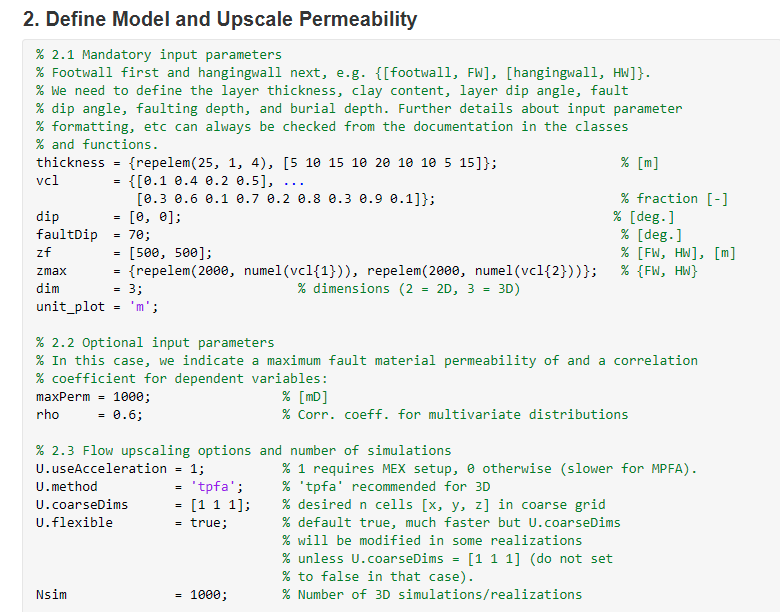 2. Define Model and Upscale Permeability
% 2.1 Mandatory input parameters
% Footwall first and hangingwall next, e.g. {[footwall, FW], [hangingwall, HW]}.
% We need to define the layer thickness, clay content, layer dip angle, fault
% dip angle, faulting depth, and burial depth. Further details about input parameter
% formatting, etc can always be checked from the documentation in the classes
% and functions.
thickness = {repelem(25, 1, 4), [5 10 15 10 20 10 10 5 15]}; % [m]
vcl = {[0.1 0.4 0.2 0.5], ...
[0.3 0.6 0.1 0.7 0.2 0.8 0.3 0.9 0.1]}; % fraction [-]
dip = [0, 0]; % [deg.]
faultDip = 70; % [deg.]
zf = [500, 500]; % [FW, HW], [m]
zmax = {repelem(2000, numel(vcl{1})), repelem(2000, numel(vcl{2}))}; % {FW, HW}
dim = 3; % dimensions (2 = 2D, 3 = 3D)
unit_plot = 'm';
% 2.2 Optional input parameters
% In this case, we indicate a maximum fault material permeability of and a correlation
% coefficient for dependent variables:
maxPerm = 1000; % [mD]
rho = 0.6; % Corr. coeff. for multivariate distributions
% 2.3 Flow upscaling options and number of simulations
U.useAcceleration = 1; % 1 requires MEX setup, 0 otherwise (slower for MPFA).
U.method = 'tpfa'; % 'tpfa' recommended for 3D
U.coarseDims = [1 1 1]; % desired n cells [x, y, z] in coarse grid
U.flexible = true; % default true, much faster but U.coarseDims
% will be modified in some realizations
% unless U.coarseDims = [1 1 1] (do not set
% to false in that case).
Nsim = 1000; % Number of 3D simulations/realizations